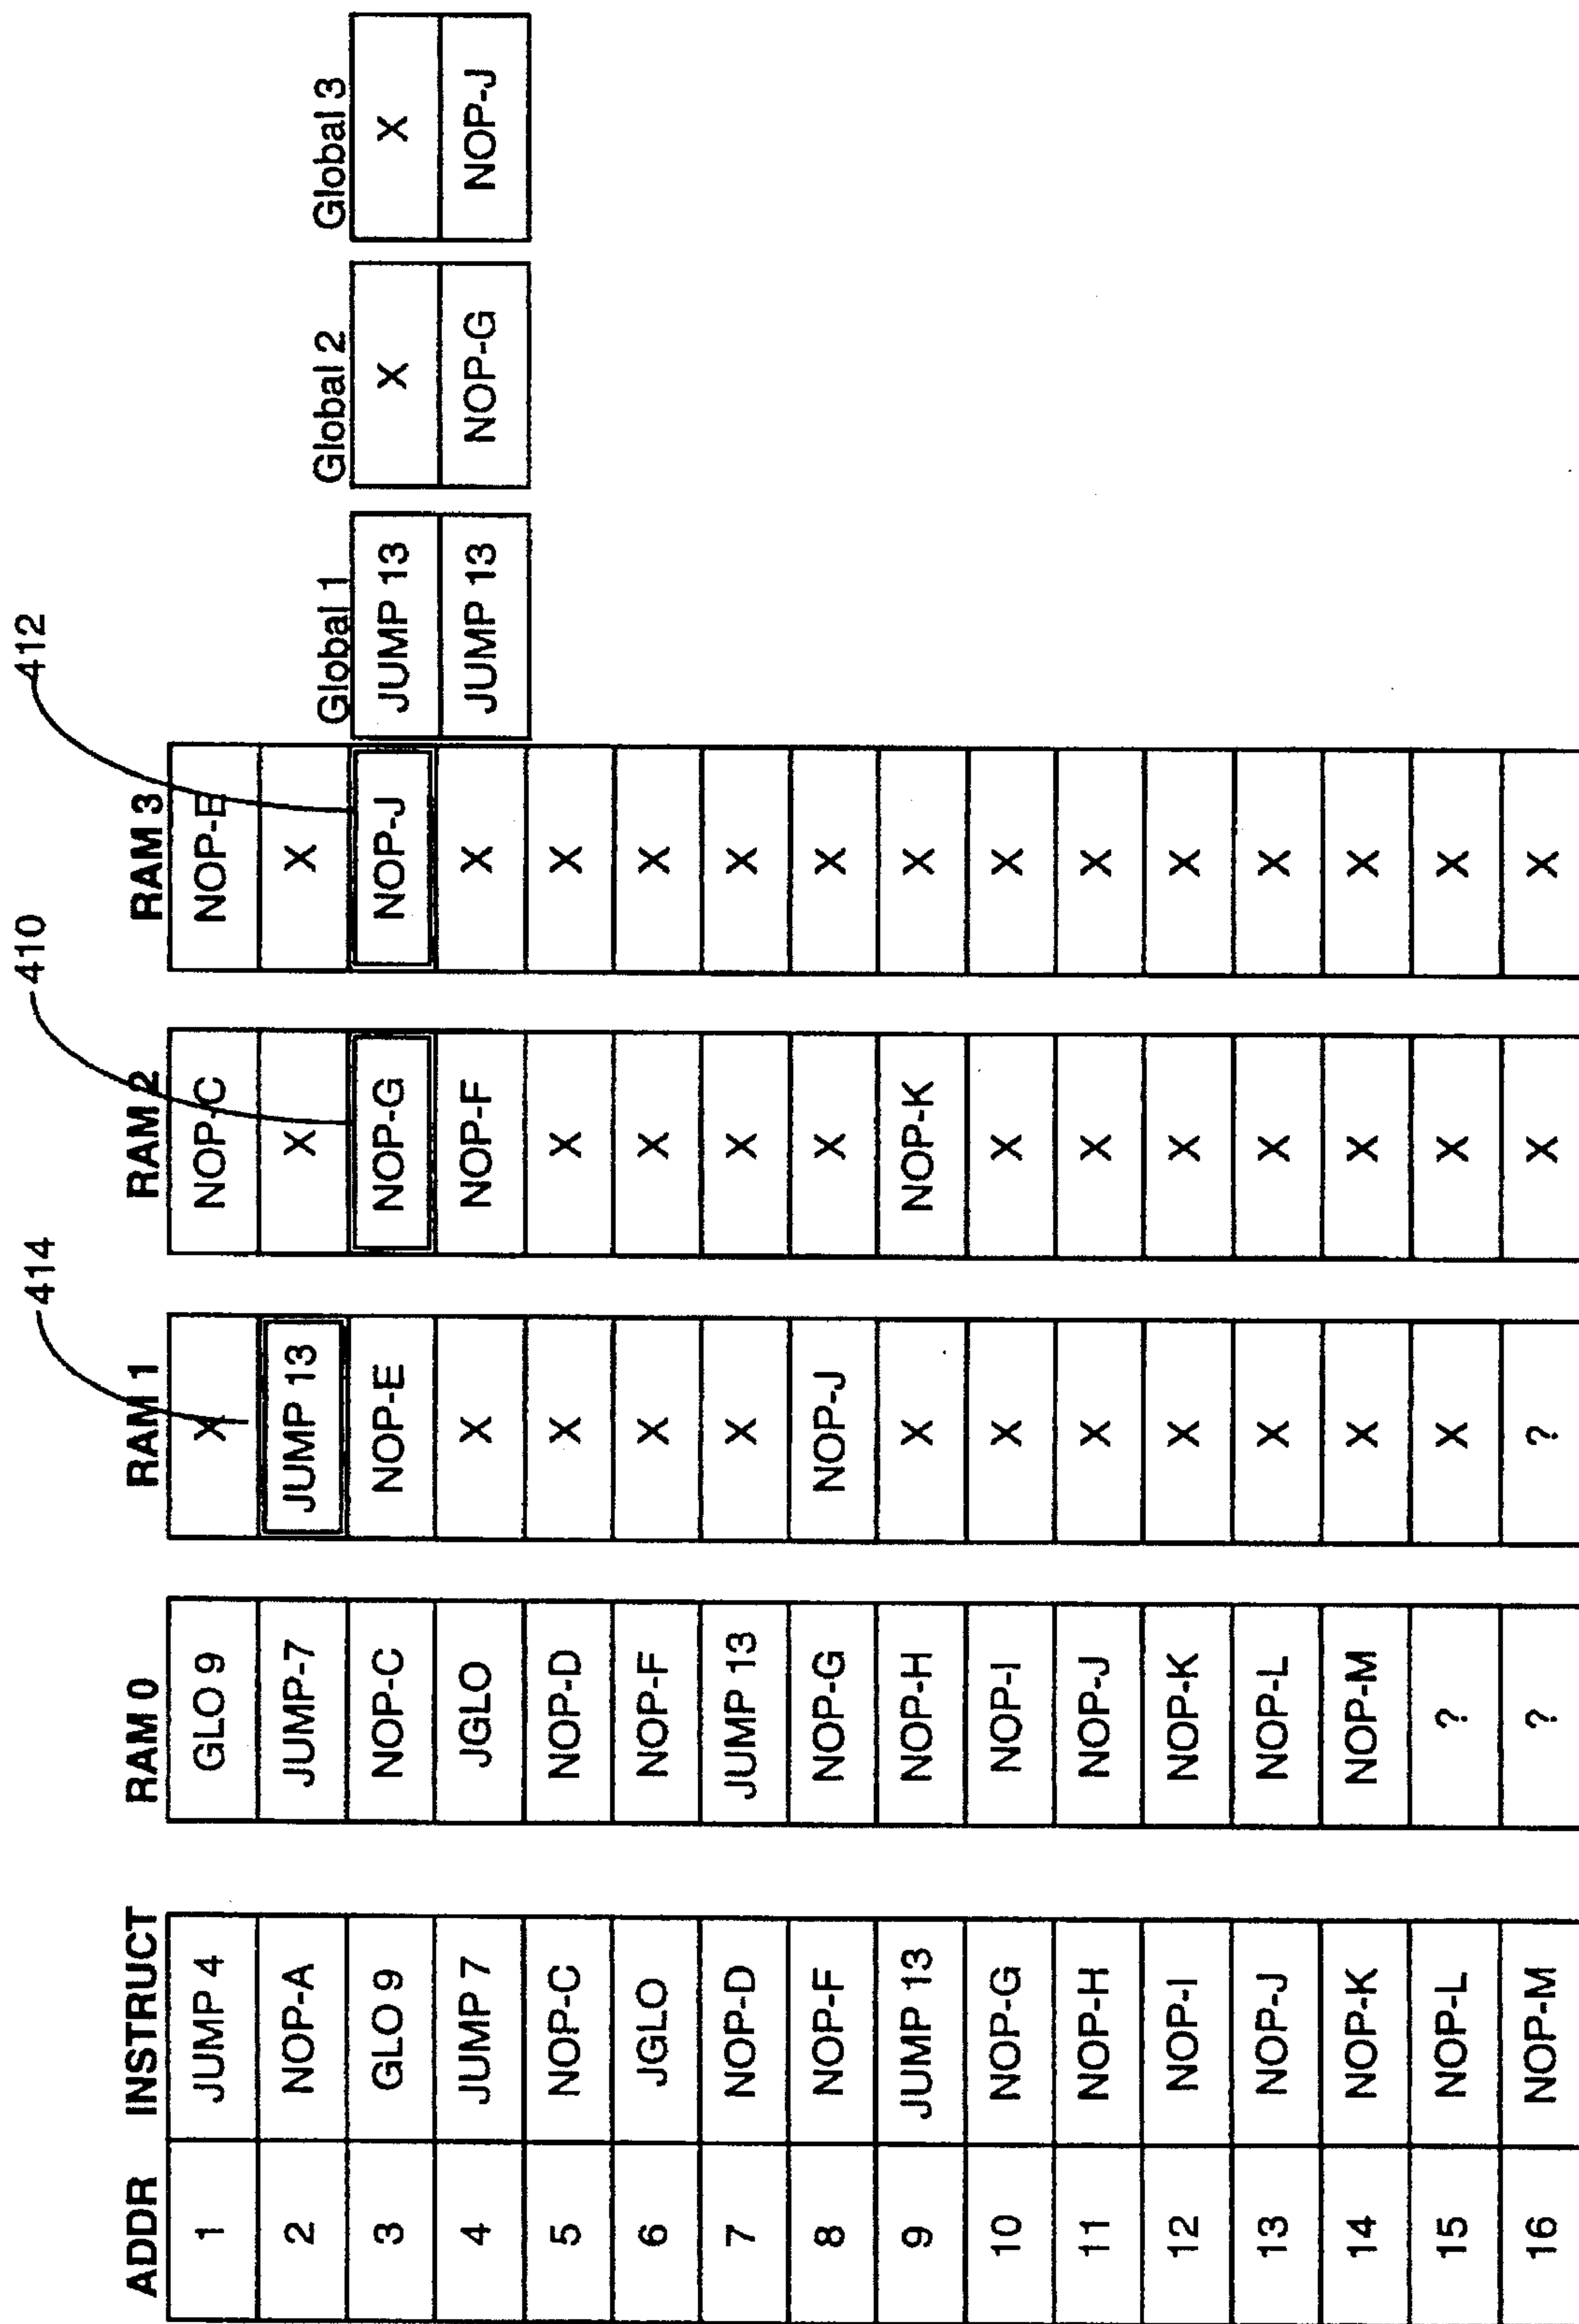 414 410 412
ADDR INSTRUCT RAM 0 RAM 1 RAM 2 RAM 3
1 JUMP 4 GLO 9 X NOP-C NOP-E
2 NOP-A JUMP-7 JUMP 13 X X Global 1 Global 2 Global 3
3 GLO 9 NOP-C NOP-E NOP-G NOP-J JUMP 13 X X
4 JUMP 7 JGLO X NOP-F X JUMP 13 NOP-G NOP-J
5 NOP-C NOP-D X X X
6 JGLO NOP-F X X X
7 NOP-D JUMP 13 X X X
8 NOP-F NOP-G NOP-J X X
9 JUMP 13 NOP-H X NOP-K X
10 NOP-G NOP-I X X X
11 NOP-H NOP-J X X X
12 NOP-I NOP-K X X X
13 NOP-J NOP-L X X X
14 NOP-K NOP-M X X X
15 NOP-L ? X X X
16 NOP-M ? ? X X